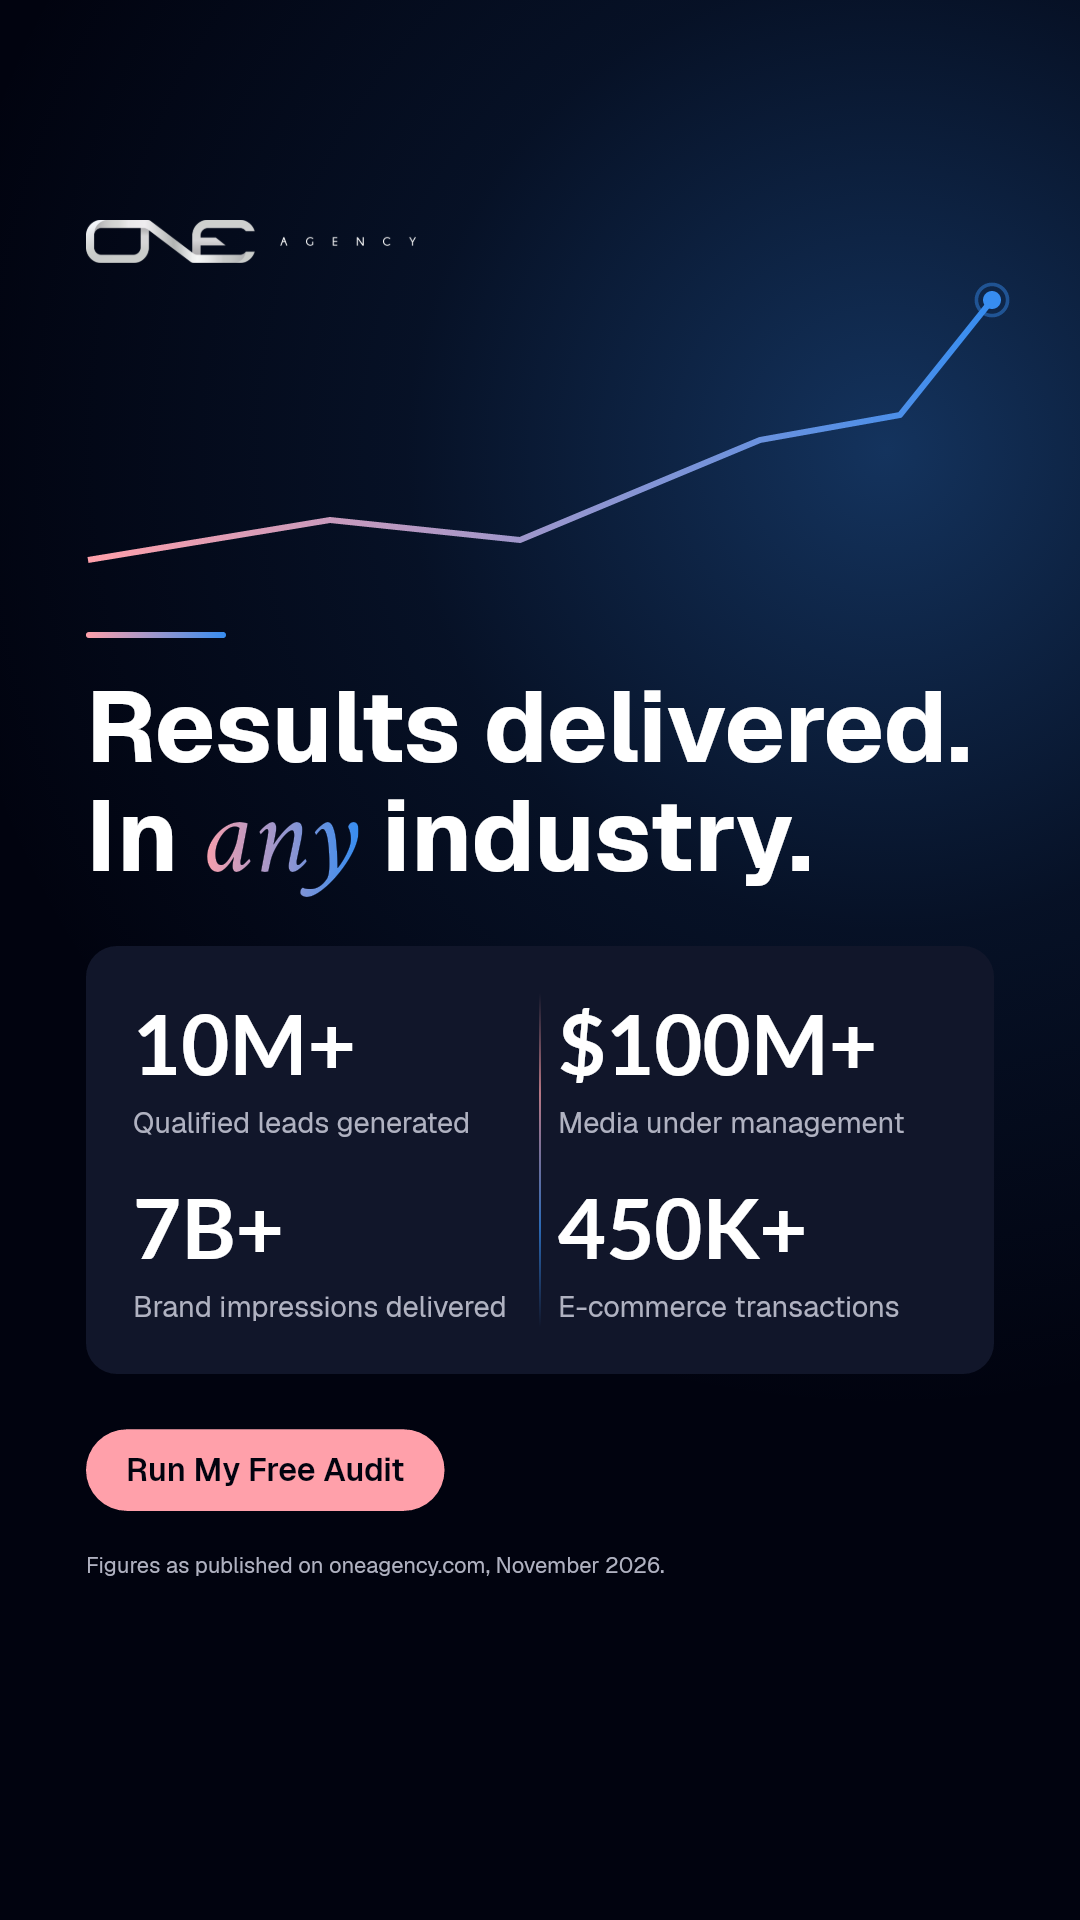 ONE AGENCY
Results delivered.
In any industry.
10M+
Qualified leads generated
$100M+
Media under management
7B+
Brand impressions delivered
450K+
E-commerce transactions
Run My Free Audit
Figures as published on oneagency.com, November 2026.